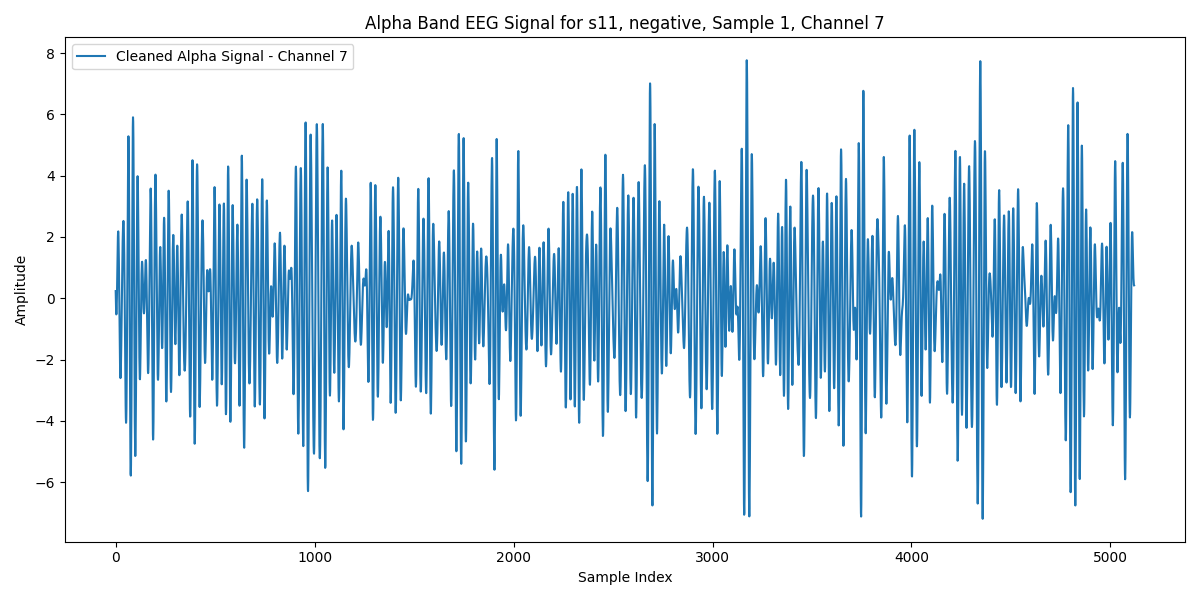 Alpha Band EEG Signal for s11, negative, Sample 1, Channel 7
Cleaned Alpha Signal - Channel 7
8
6
4
2
0
−2
−4
−6
Amplitude
0 1000 2000 3000 4000 5000
Sample Index